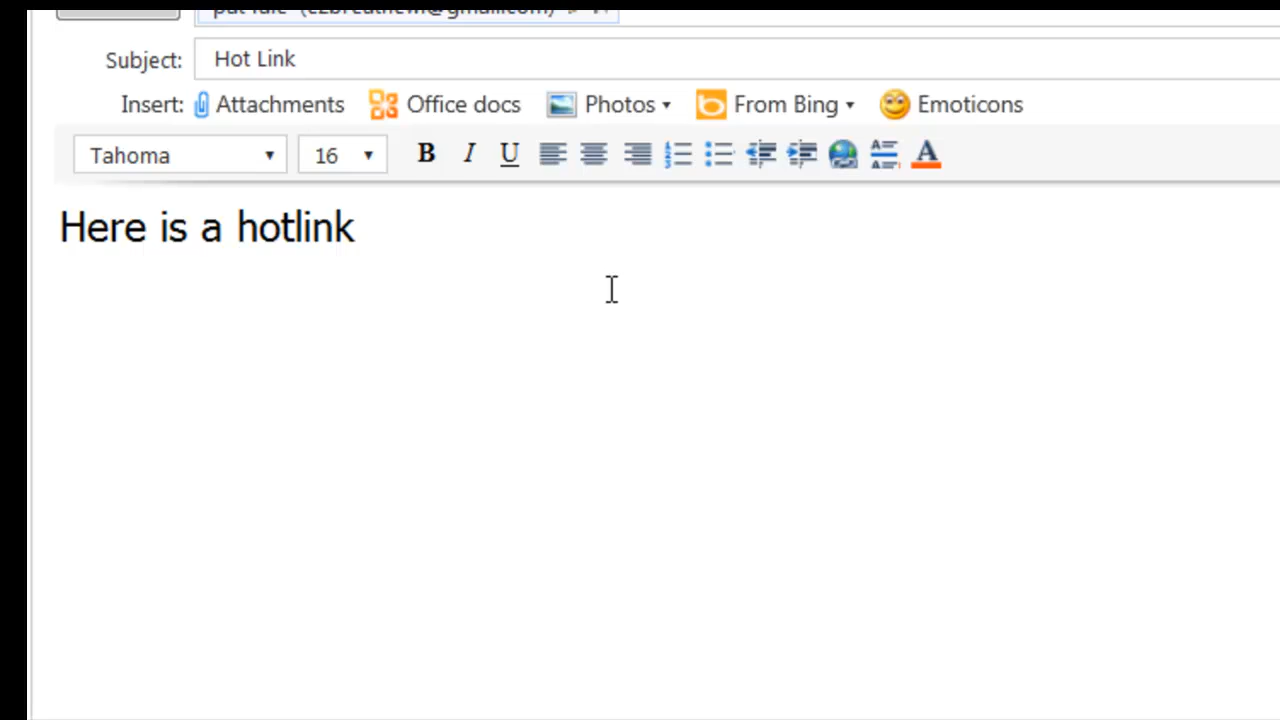 Subject: Hot Link
Insert: Attachments Office docs Photos From Bing Emoticons
Tahoma 16 B I U A
Here is a hotlink